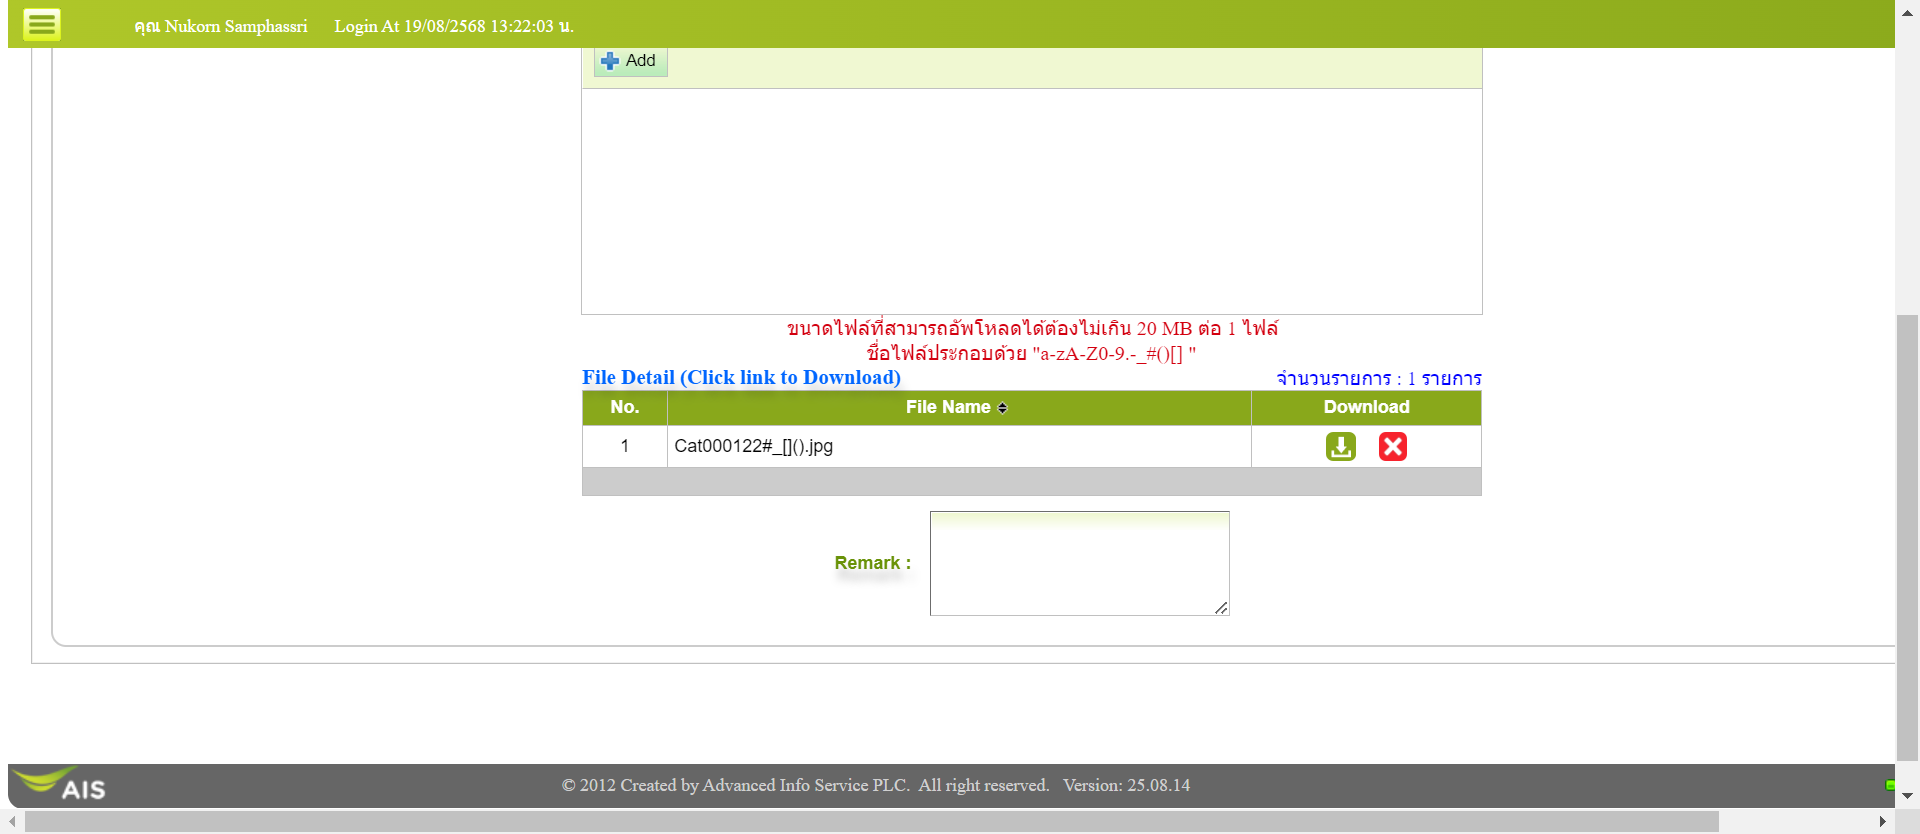 คุณ Nukorn Samphassri Login At 19/08/2568 13:22:03 น.
Add
ขนาดไฟล์ที่สามารถอัพโหลดได้ต้องไม่เกิน 20 MB ต่อ 1 ไฟล์
ชื่อไฟล์ประกอบด้วย "a-zA-Z0-9.-_#()[] "
File Detail (Click link to Download) จำนวนรายการ : 1 รายการ
No. File Name Download
1 Cat000122#_[]().jpg
Remark :
AIS © 2012 Created by Advanced Info Service PLC. All right reserved. Version: 25.08.14